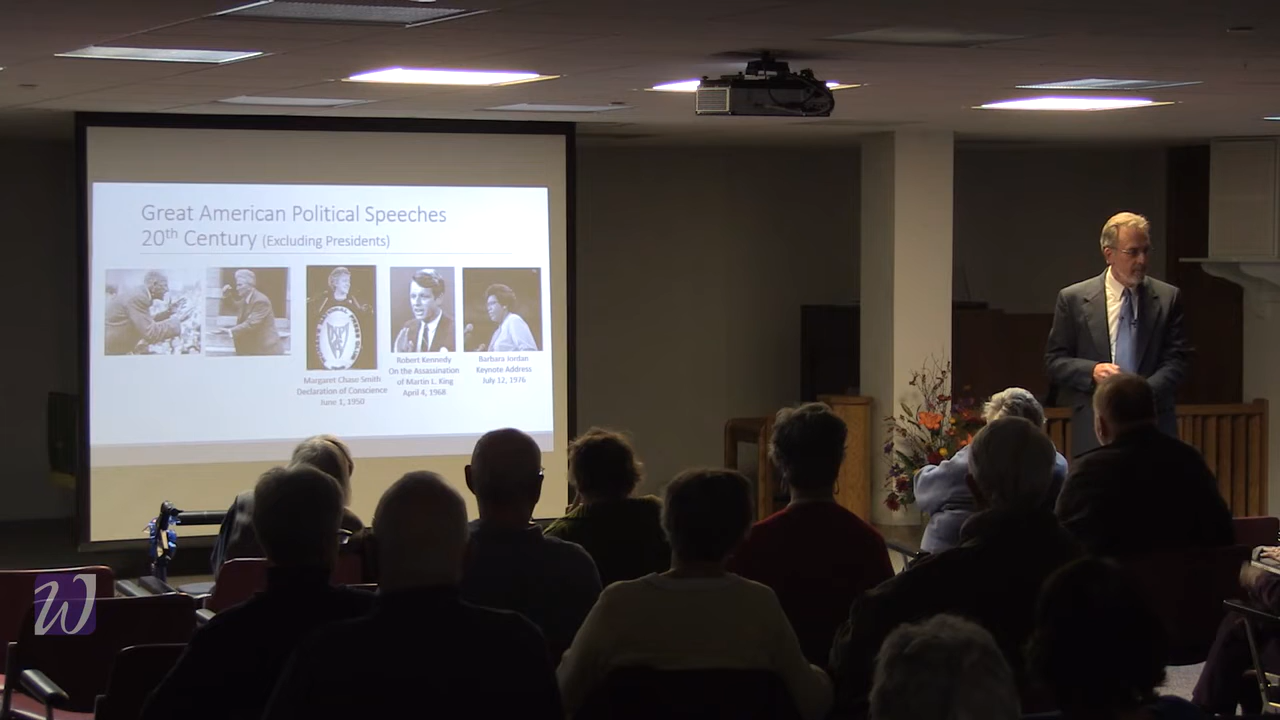 Great American Political Speeches
20th Century (Excluding Presidents)
Margaret Chase Smith
Declaration of Conscience
June 1, 1950
Robert Kennedy
On the Assassination
of Martin L. King
April 4, 1968
Barbara Jordan
Keynote Address
July 12, 1976
W